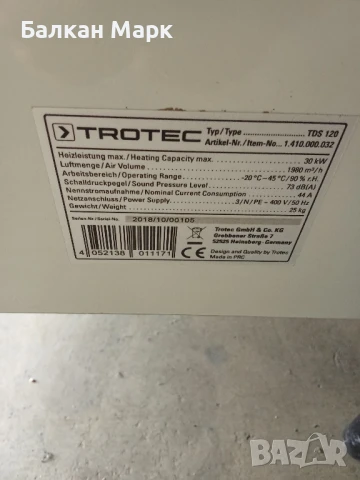 Балкан Марк
TROTEC
Typ/Type TDS 120
Artikel-Nr./Item-No... 1.410.000.032
Heizleistung max. / Heating Capacity max. 30 kW
Luftmenge / Air Volume 1980 m³/h
Arbeitsbereich / Operating Range -20°C~45°C/90 % r.H.
Schalldruckpegel / Sound Pressure Level 73 dB(A)
Nennstromaufnahme / Nominal Current Consumption 44 A
Netzanschluss / Power Supply 3/N/PE~ 400 V/50 Hz
Gewicht / Weight 25 kg
Serien-Nr./Serial-No. 2018/10/00105
Trotec GmbH & Co. KG
Grebbener Straße 7
52525 Heinsberg - Germany
Design and Quality by Trotec
Made in PRC
4 052138 011171
BAZAR